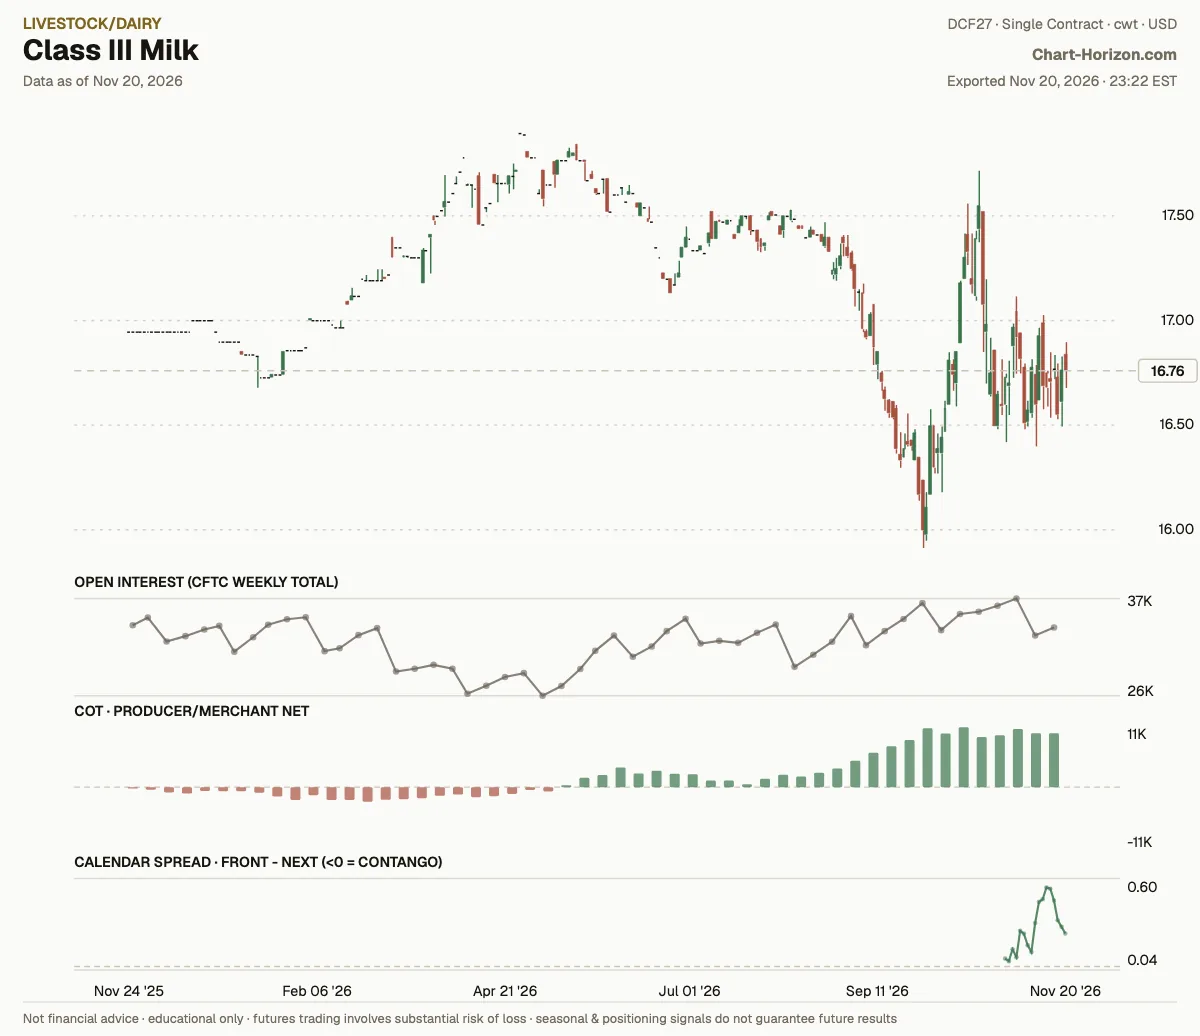 LIVESTOCK/DAIRY
Class III Milk
Data as of Nov 20, 2026
DCF27 · Single Contract · cwt · USD
Chart-Horizon.com
Exported Nov 20, 2026 · 23:22 EST
17.50
17.00
16.76
16.50
16.00
OPEN INTEREST (CFTC WEEKLY TOTAL)
37K
26K
COT · PRODUCER/MERCHANT NET
11K
-11K
CALENDAR SPREAD · FRONT - NEXT (<0 = CONTANGO)
0.60
0.04
Nov 24 '25 Feb 06 '26 Apr 21 '26 Jul 01 '26 Sep 11 '26 Nov 20 '26
Not financial advice · educational only · futures trading involves substantial risk of loss · seasonal & positioning signals do not guarantee future results